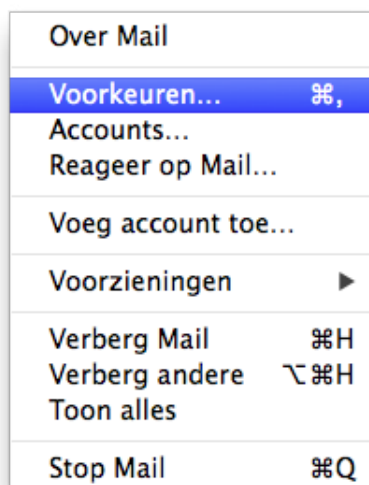 Over Mail
Voorkeuren... ⌘,
Accounts...
Reageer op Mail...
Voeg account toe...
Voorzieningen ▶
Verberg Mail ⌘H
Verberg andere ⌥⌘H
Toon alles
Stop Mail ⌘Q